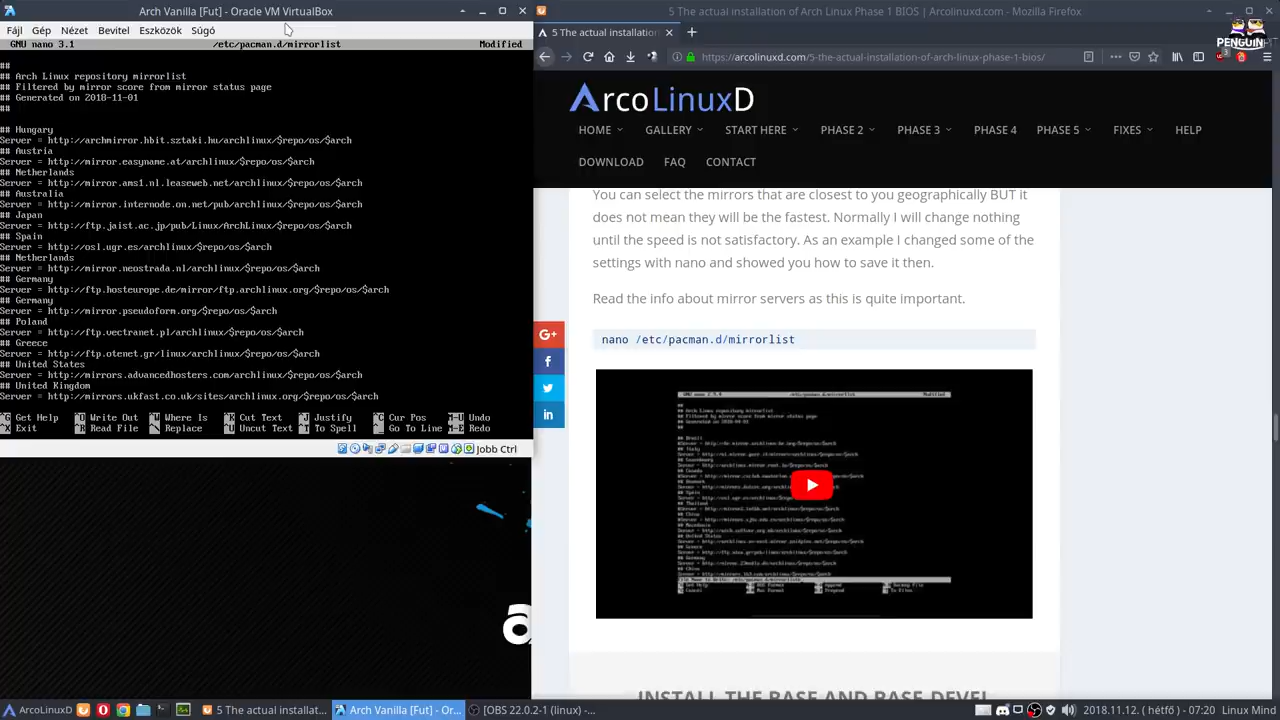 Arch Vanilla [Fut] - Oracle VM VirtualBox
Fájl Gép Nézet Bevitel Eszközök Súgó
GNU nano 3.1 /etc/pacman.d/mirrorlist Modified
##
## Arch Linux repository mirrorlist
## Filtered by mirror score from mirror status page
## Generated on 2018-11-01
##
## Hungary
Server = http://archmirror.hbit.sztaki.hu/archlinux/$repo/os/$arch
## Austria
Server = http://mirror.easyname.at/archlinux/$repo/os/$arch
## Netherlands
Server = http://mirror.ams1.nl.leaseweb.net/archlinux/$repo/os/$arch
## Australia
Server = http://mirror.internode.on.net/pub/archlinux/$repo/os/$arch
## Japan
Server = http://ftp.jaist.ac.jp/pub/Linux/ArchLinux/$repo/os/$arch
## Spain
Server = http://osl.ugr.es/archlinux/$repo/os/$arch
## Netherlands
Server = http://mirror.neostrada.nl/archlinux/$repo/os/$arch
## Germany
Server = http://ftp.hosteurope.de/mirror/ftp.archlinux.org/$repo/os/$arch
## Germany
Server = http://mirror.pseudoform.org/$repo/os/$arch
## Poland
Server = http://ftp.vectranet.pl/archlinux/$repo/os/$arch
## Greece
Server = http://ftp.otenet.gr/linux/archlinux/$repo/os/$arch
## United States
Server = http://mirrors.advancedhosters.com/archlinux/$repo/os/$arch
## United Kingdom
Server = http://mirrors.ukfast.co.uk/sites/archlinux.org/$repo/os/$arch
^G Get Help ^O Write Out ^W Where Is ^K Cut Text ^J Justify ^C Cur Pos M-U Undo
^X Exit ^R Read File ^\ Replace ^U Uncut Text ^T To Spell ^_ Go To Line M-E Redo
Jobb Ctrl
a
5 The actual installation of Arch Linux Phase 1 BIOS | Arcolinuxd.com - Mozilla Firefox
5 The actual installation
https://arcolinuxd.com/5-the-actual-installation-of-arch-linux-phase-1-bios/
PENGUIN
3
ArcoLinuxD
HOME GALLERY START HERE PHASE 2 PHASE 3 PHASE 4 PHASE 5 FIXES HELP
DOWNLOAD FAQ CONTACT
You can select the mirrors that are closest to you geographically BUT it
does not mean they will be the fastest. Normally I will change nothing
until the speed is not satisfactory. As an example I changed some of the
settings with nano and showed you how to save it then.
Read the info about mirror servers as this is quite important.
nano /etc/pacman.d/mirrorlist
G+
f
in
INSTALL THE BASE AND BASE-DEVEL
ArcoLinuxD
5 The actual installat...
Arch Vanilla [Fut] - Or...
[OBS 22.0.2-1 (linux) -...
2018.11.12. ( hétfő ) - 07:20 Linux Mind